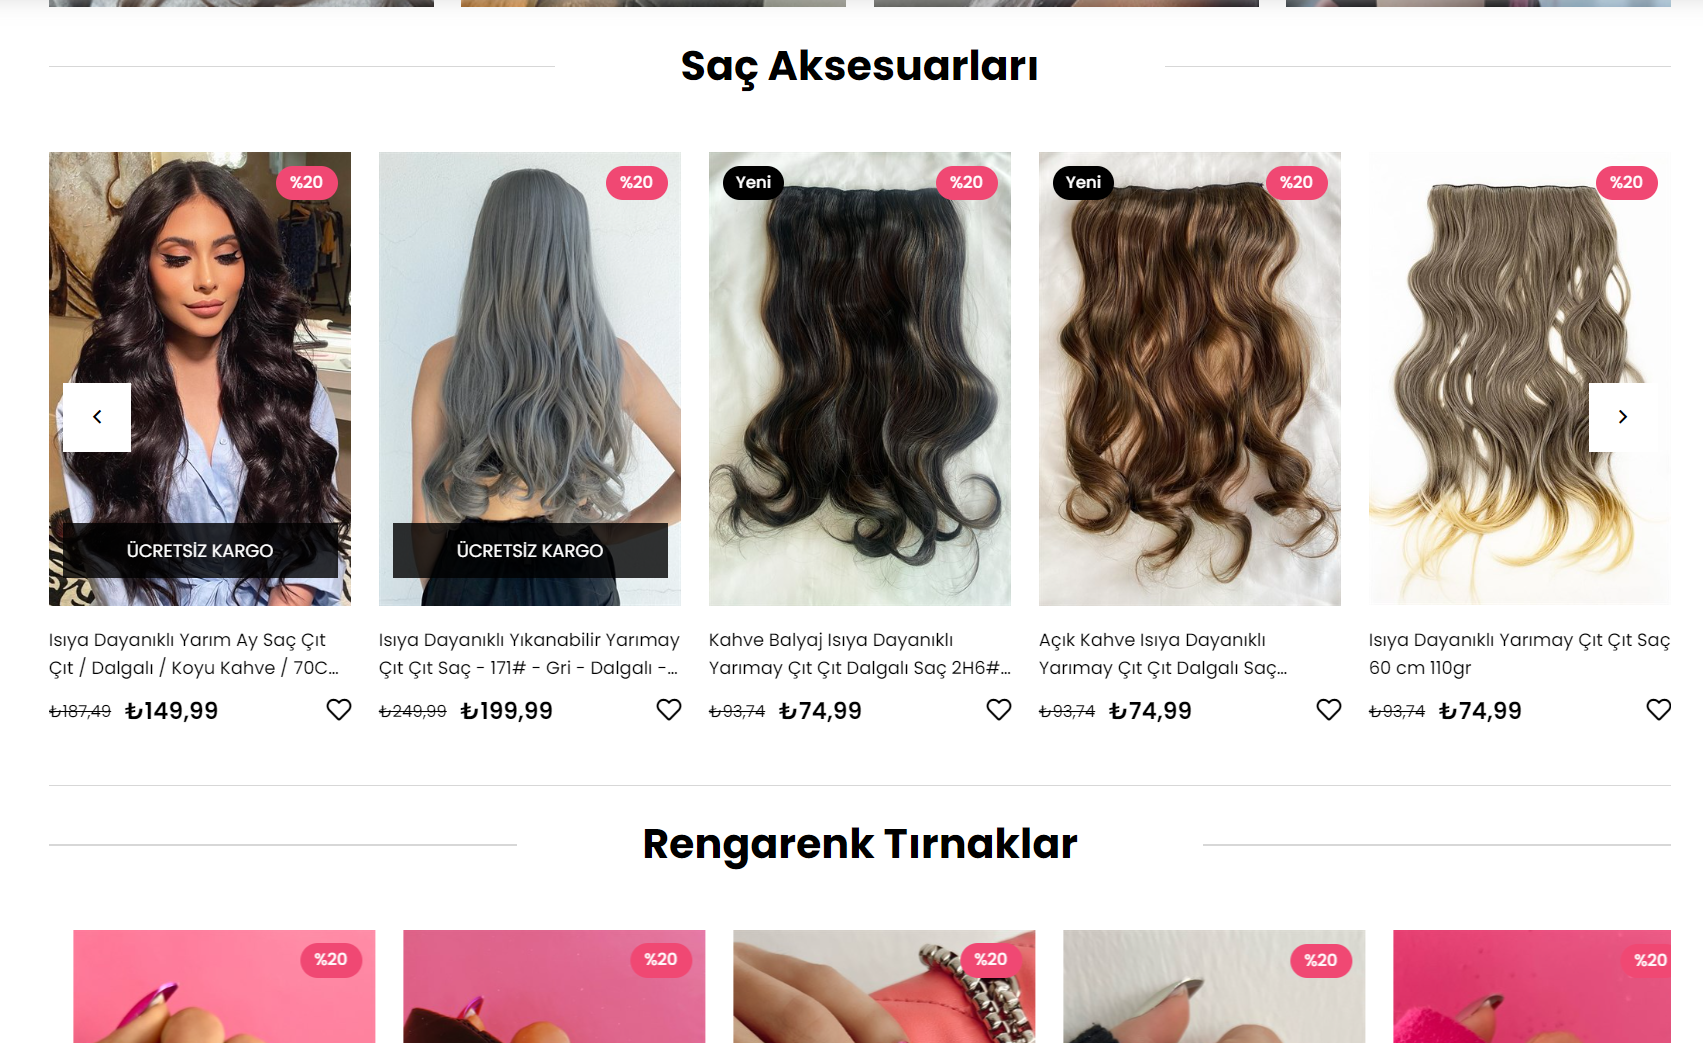 Saç Aksesuarları
%20
%20
Yeni
%20
Yeni
%20
%20
ÜCRETSİZ KARGO
ÜCRETSİZ KARGO
Isıya Dayanıklı Yarım Ay Saç Çıt
Çıt / Dalgalı / Koyu Kahve / 70C...
₺187,49 ₺149,99
Isıya Dayanıklı Yıkanabilir Yarımay
Çıt Çıt Saç - 171# - Gri - Dalgalı -...
₺249,99 ₺199,99
Kahve Balyaj Isıya Dayanıklı
Yarımay Çıt Çıt Dalgalı Saç 2H6#...
₺93,74 ₺74,99
Açık Kahve Isıya Dayanıklı
Yarımay Çıt Çıt Dalgalı Saç...
₺93,74 ₺74,99
Isıya Dayanıklı Yarımay Çıt Çıt Saç
60 cm 110gr
₺93,74 ₺74,99
Rengarenk Tırnaklar
%20
%20
%20
%20
%20